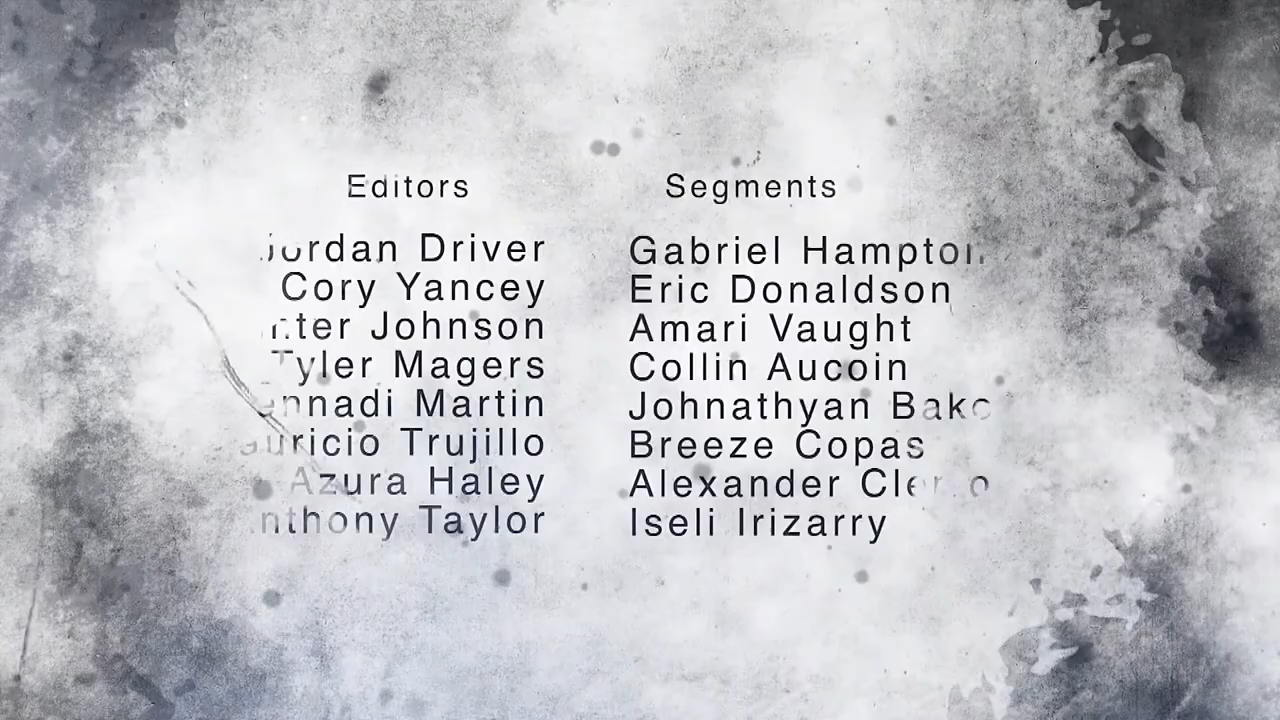 Editors
Jordan Driver
Cory Yancey
Johnson
Tyler Magers
Martin
Trujillo
Azura Haley
Taylor
Segments
Gabriel Hampton
Eric Donaldson
Amari Vaught
Collin Aucoin
Johnathyan
Breeze Copas
Alexander
Iseli Irizarry